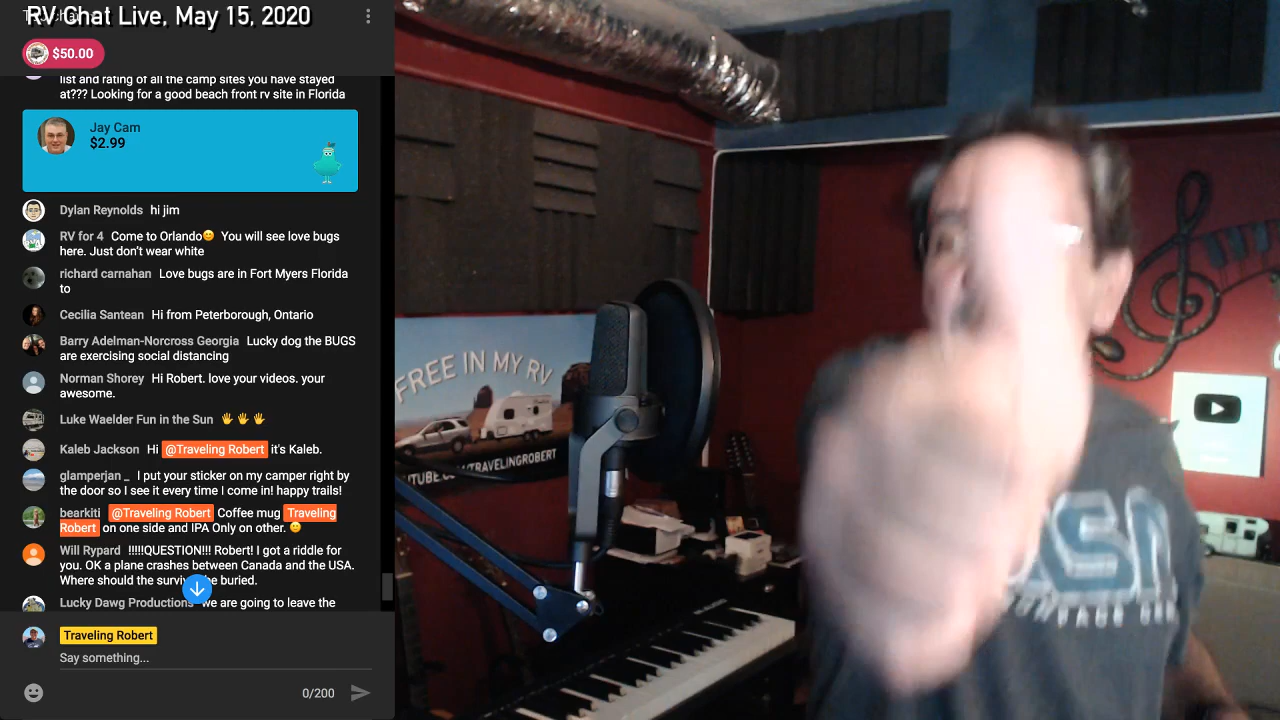 RV Chat Live, May 15, 2020
$50.00
list and rating of all the camp sites you have stayed
at??? Looking for a good beach front rv site in Florida
Jay Cam
$2.99
Dylan Reynolds hi jim
RV for 4 Come to Orlando😊 You will see love bugs
here. Just don't wear white
richard carnahan Love bugs are in Fort Myers Florida
to
Cecilia Santean Hi from Peterborough, Ontario
Barry Adelman-Norcross Georgia Lucky dog the BUGS
are exercising social distancing
Norman Shorey Hi Robert. love your videos. your
awesome.
Luke Waelder Fun in the Sun 🖐🖐🖐
Kaleb Jackson Hi @Traveling Robert it's Kaleb.
glamperjan _ I put your sticker on my camper right by
the door so I see it every time I come in! happy trails!
bearkiti @Traveling Robert Coffee mug Traveling
Robert on one side and IPA Only on other. 🙂
Will Rypard !!!!!QUESTION!!! Robert! I got a riddle for
you. OK a plane crashes between Canada and the USA.
Where should the be buried.
Lucky Dawg Productions we are going to leave the
Traveling Robert
Say something...
0/200
FREE IN MY RV
TUBE.COM/TRAVELINGROBERT